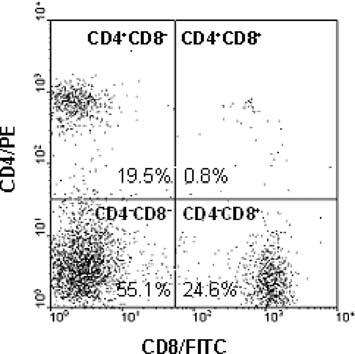 CD4⁺CD8⁻ CD4⁺CD8⁺
19.5% 0.8%
CD4⁻CD8⁻ CD4⁻CD8⁺
55.1% 24.6%
CD4/PE
10⁴
10³
10²
10¹
10⁰
10⁰ 10¹ 10² 10³ 10⁴
CD8/FITC